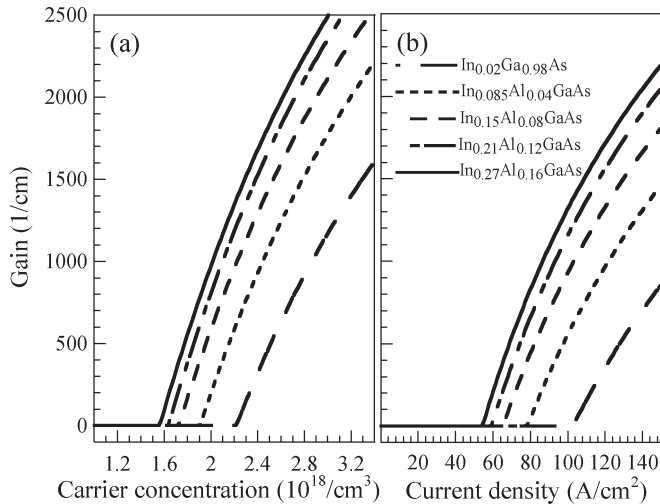 (a)
(b)
In0.02Ga0.98As
In0.085Al0.04GaAs
In0.15Al0.08GaAs
In0.21Al0.12GaAs
In0.27Al0.16GaAs
Gain (1/cm)
2500
2000
1500
1000
500
0
1.2 1.6 2 2.4 2.8 3.2
20 40 60 80 100 120 140
Carrier concentration (10^18/cm^3)
Current density (A/cm^2)